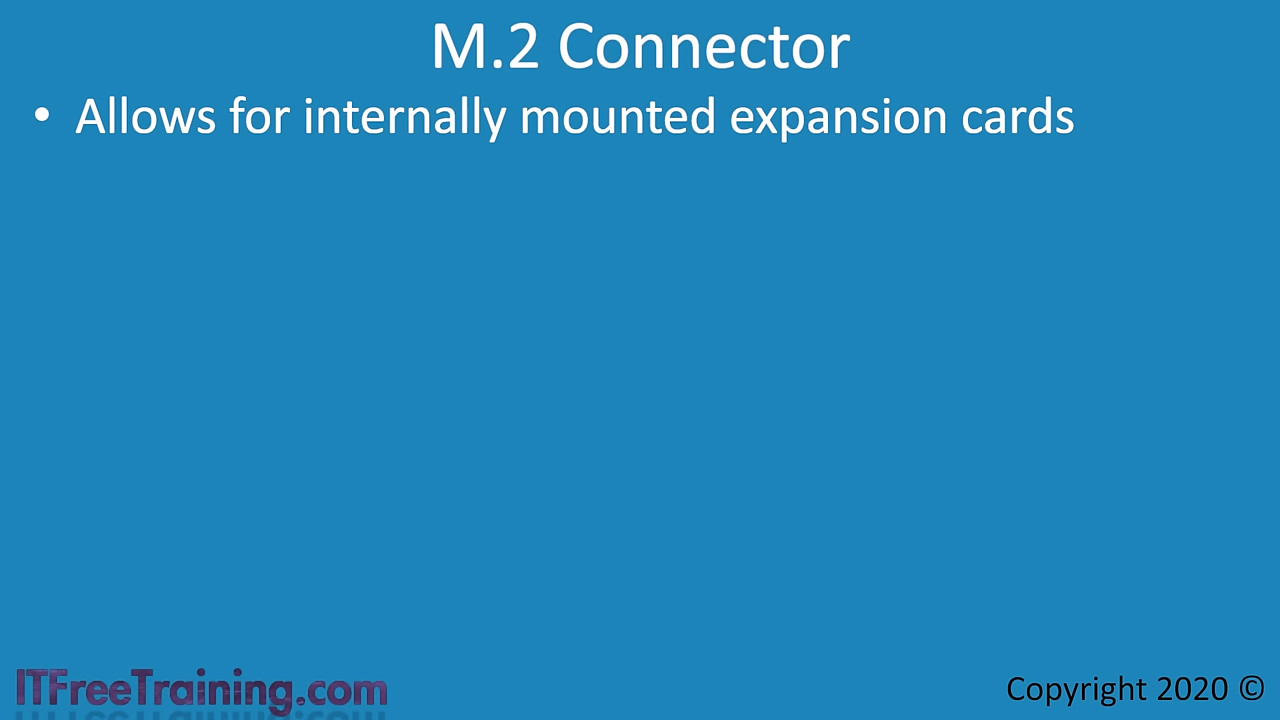 M.2 Connector
• Allows for internally mounted expansion cards
ITFreeTraining.com
Copyright 2020 ©